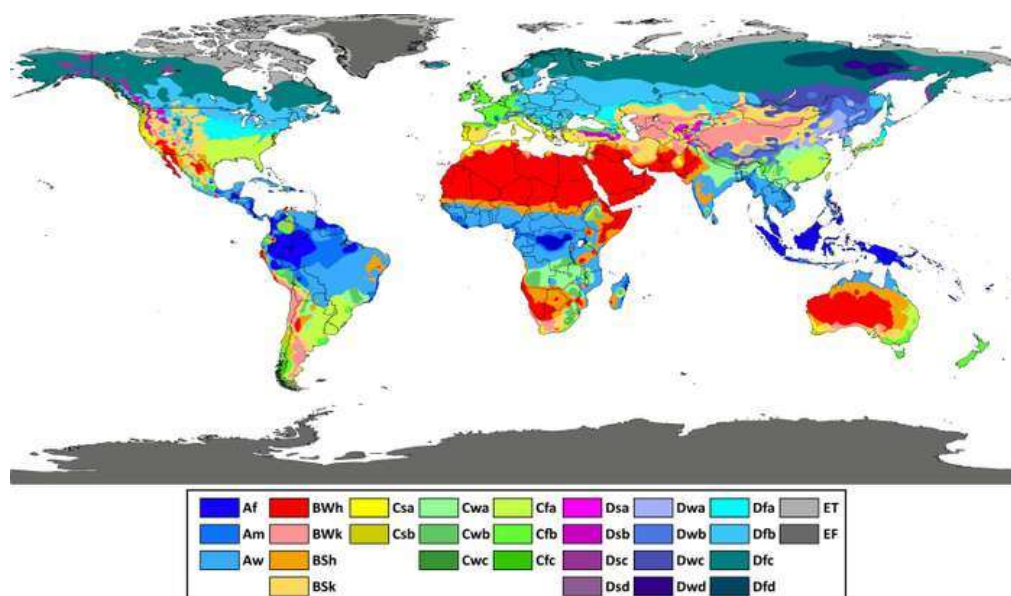 Af BWh Csa Cwa Cfa Dsa Dwa Dfa ET
Am BWk Csb Cwb Cfb Dsb Dwb Dfb EF
Aw BSh Cwc Cfc Dsc Dwc Dfc
BSk Dsd Dwd Dfd